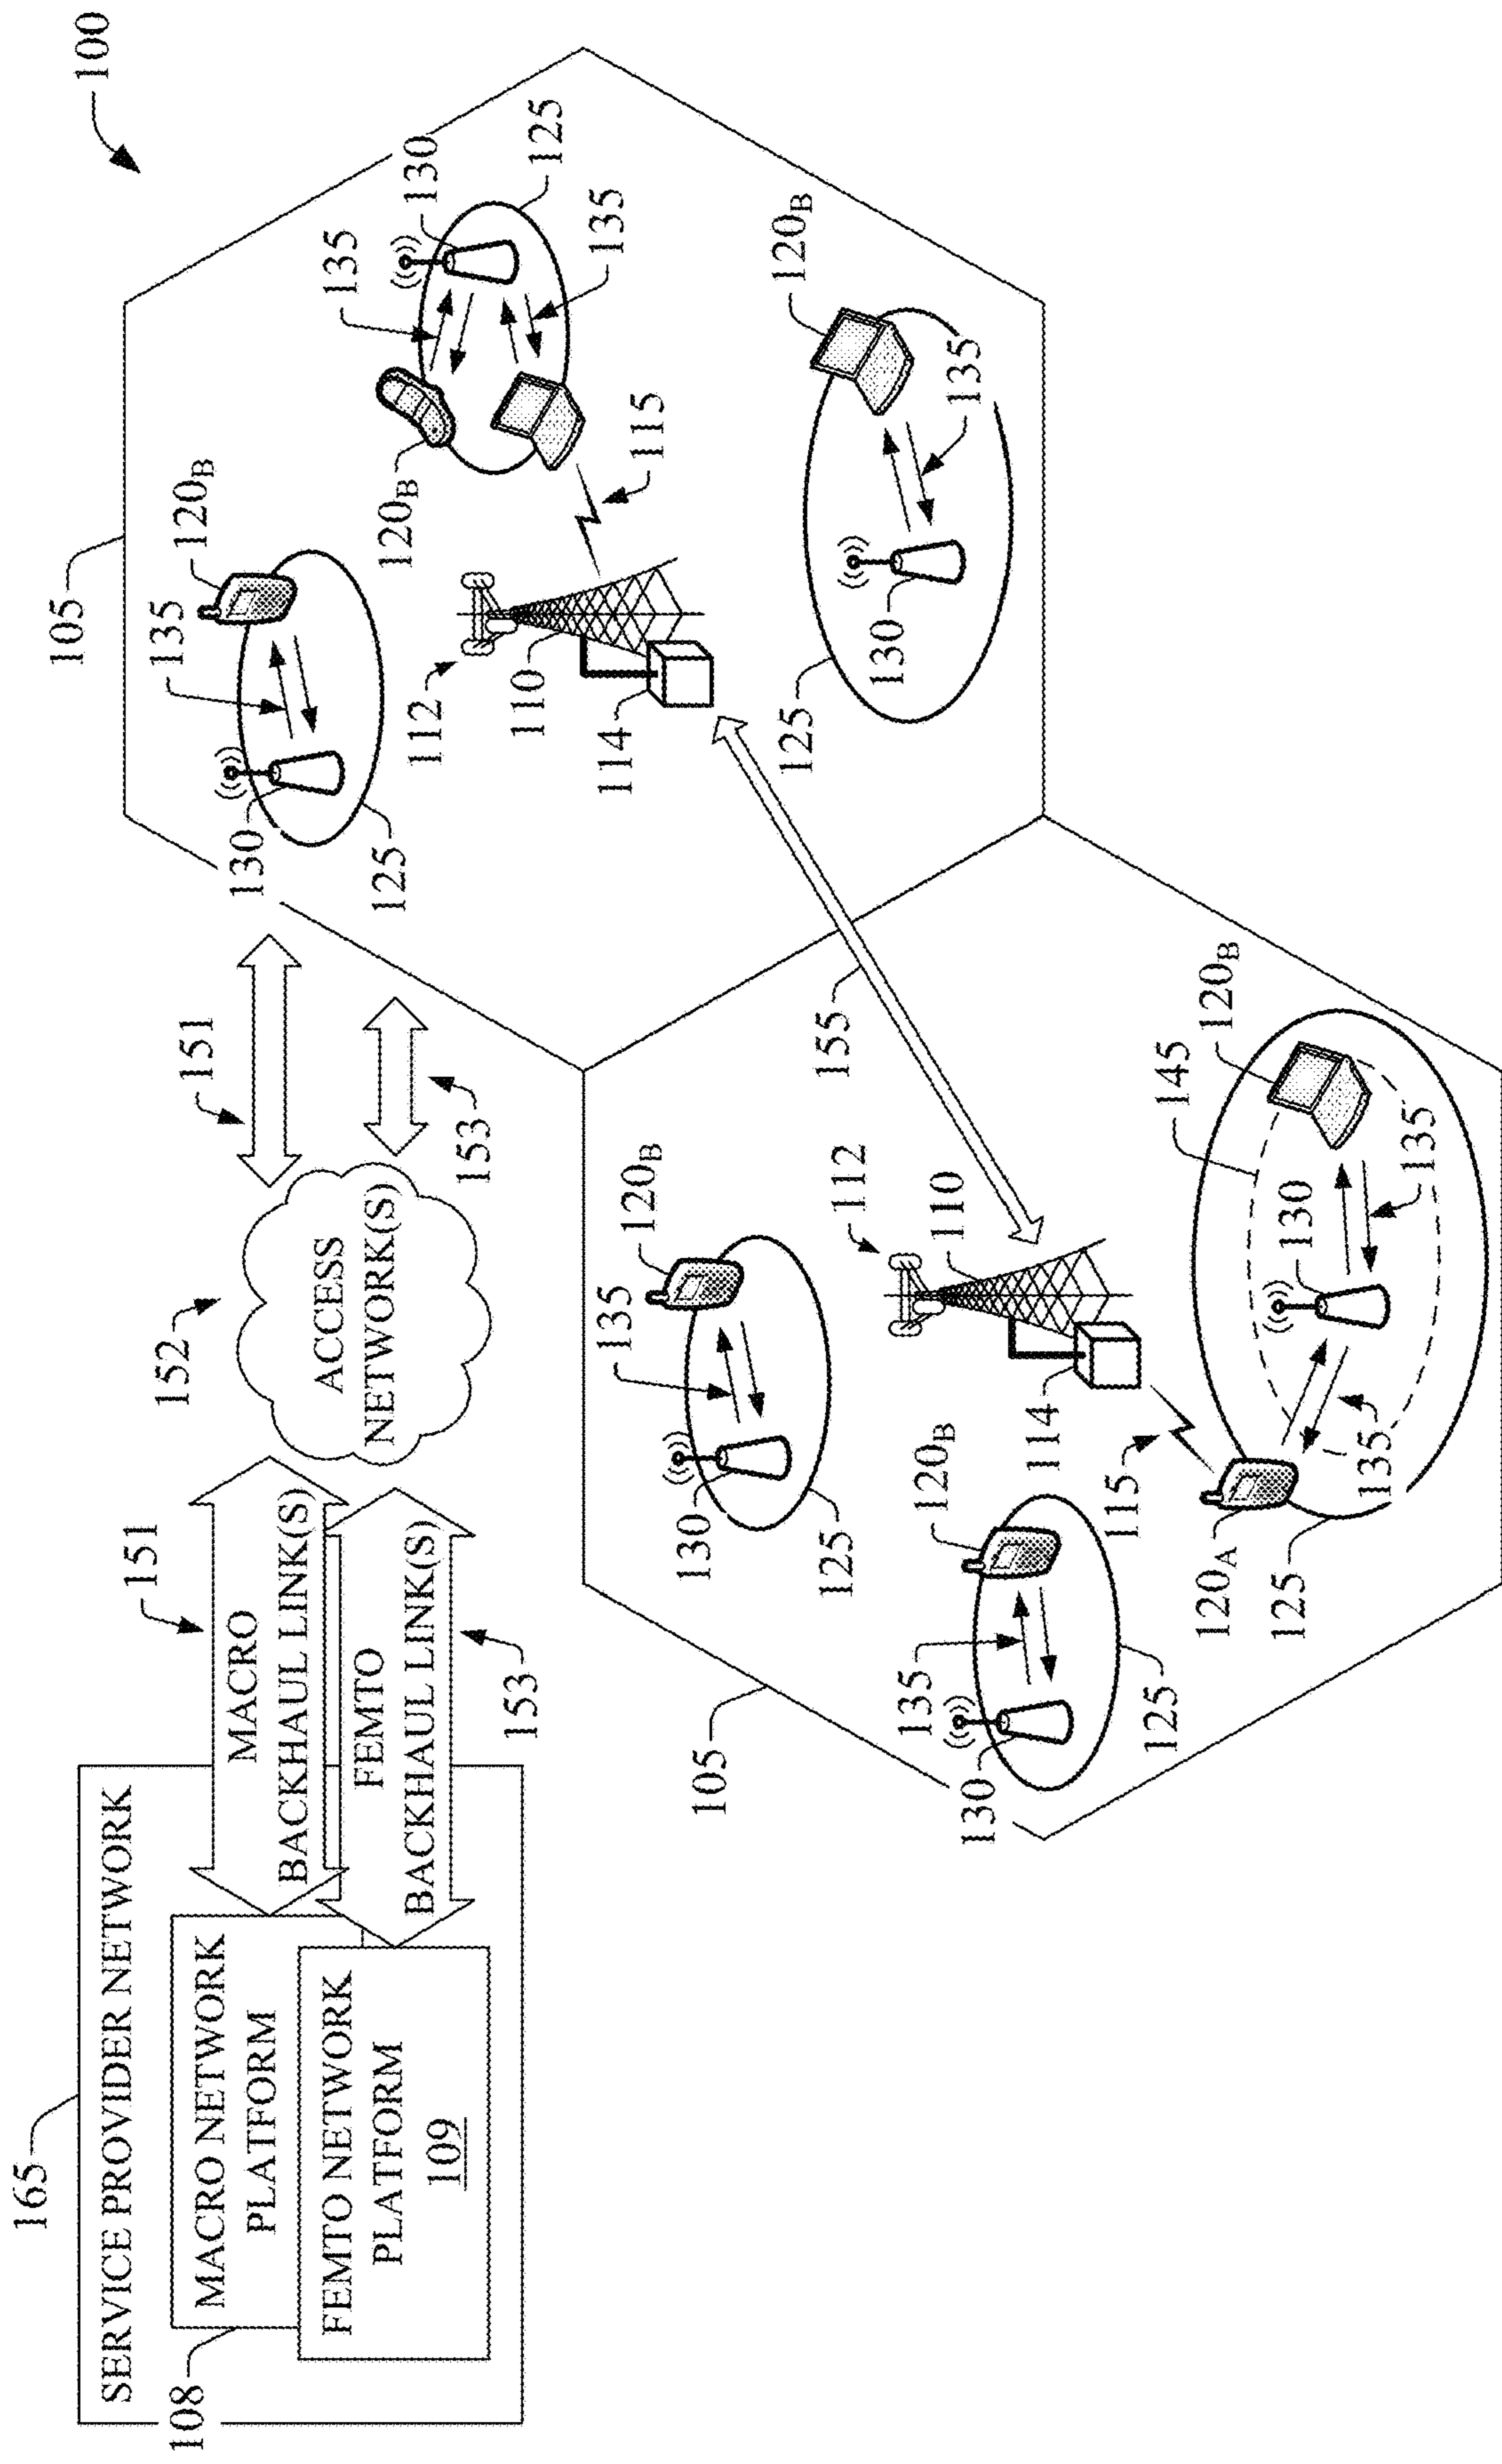 100
165
SERVICE PROVIDER NETWORK
108
MACRO NETWORK
PLATFORM
FEMTO NETWORK
PLATFORM
109
151
MACRO
BACKHAUL LINK(S)
FEMTO
BACKHAUL LINK(S)
153
152
ACCESS
NETWORK(S)
151
153
105
130
135
120B
125
112
110
114
120B
135
130
125
135
115
125
130
135
120B
155
105
130
135
120B
125
130
135
120B
125
112
110
114
115
120A
125
135
130
145
120B
135